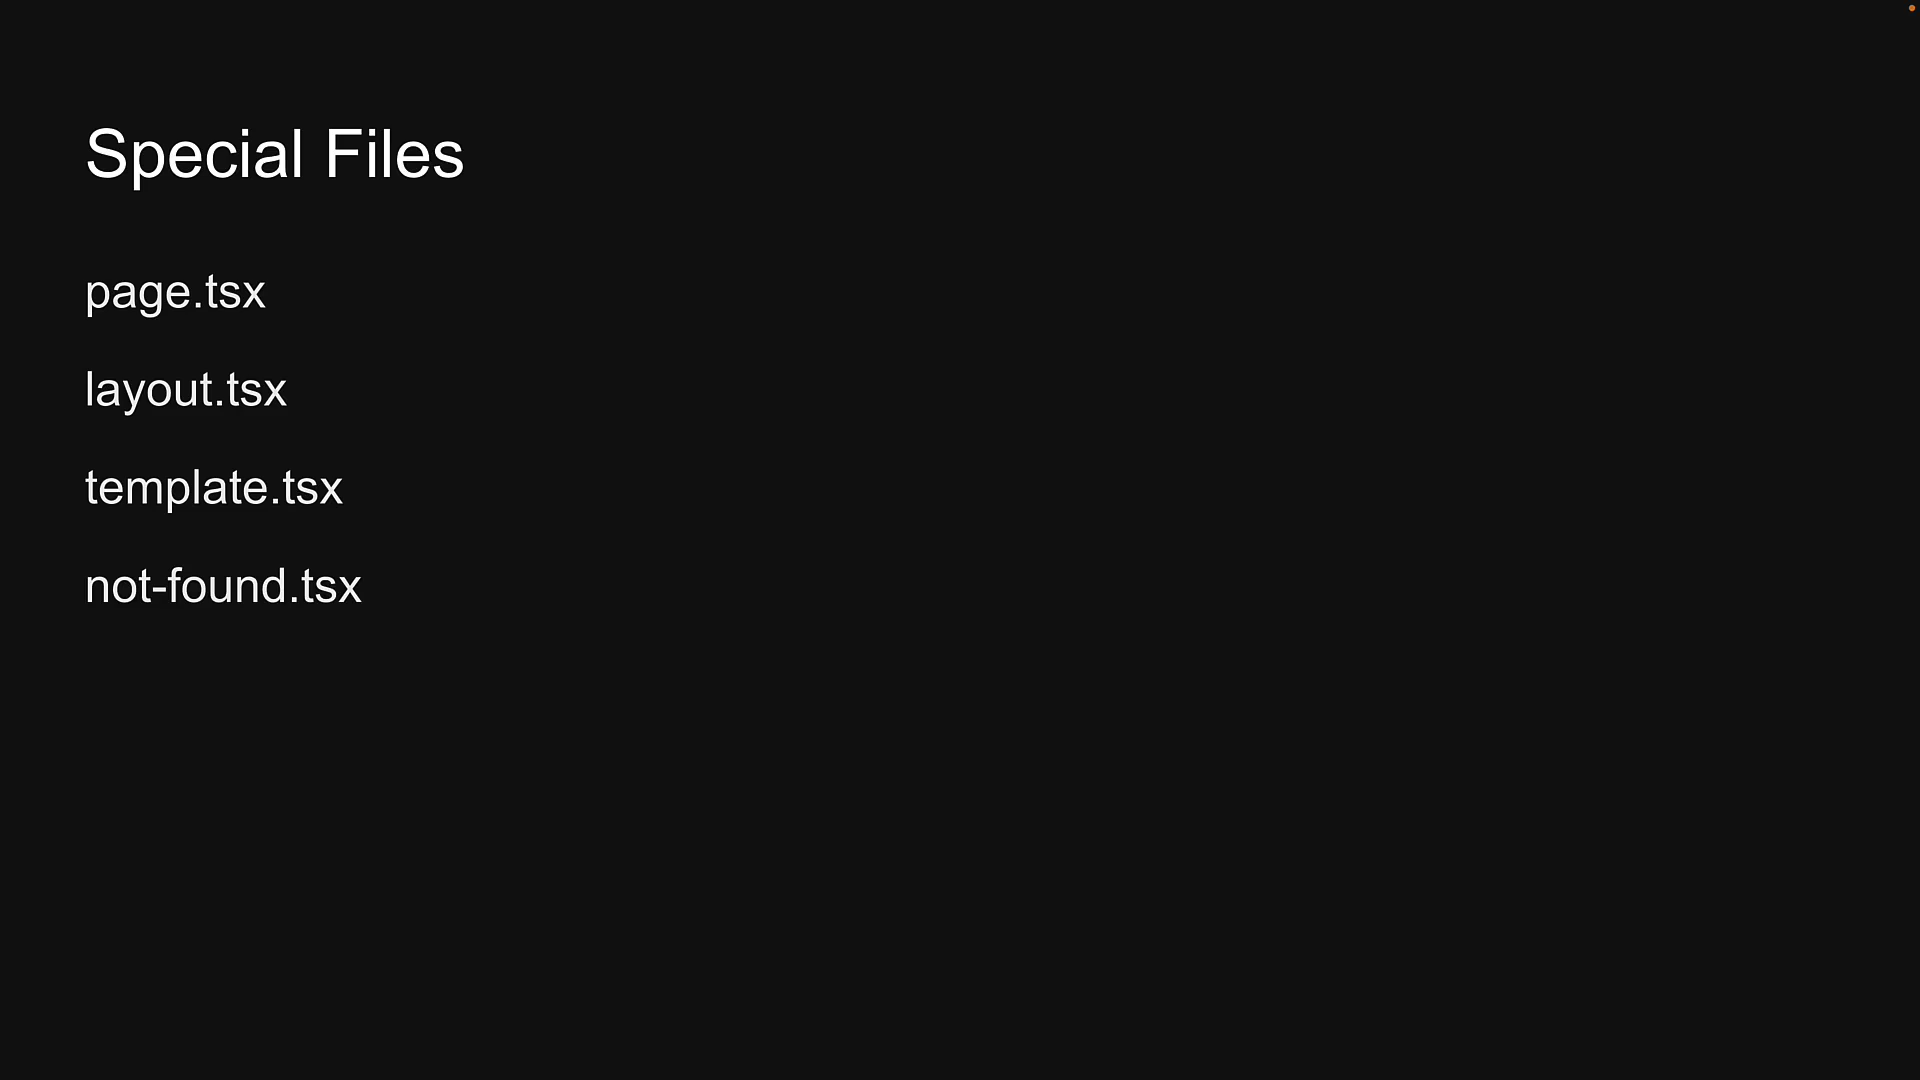 Special Files
page.tsx
layout.tsx
template.tsx
not-found.tsx